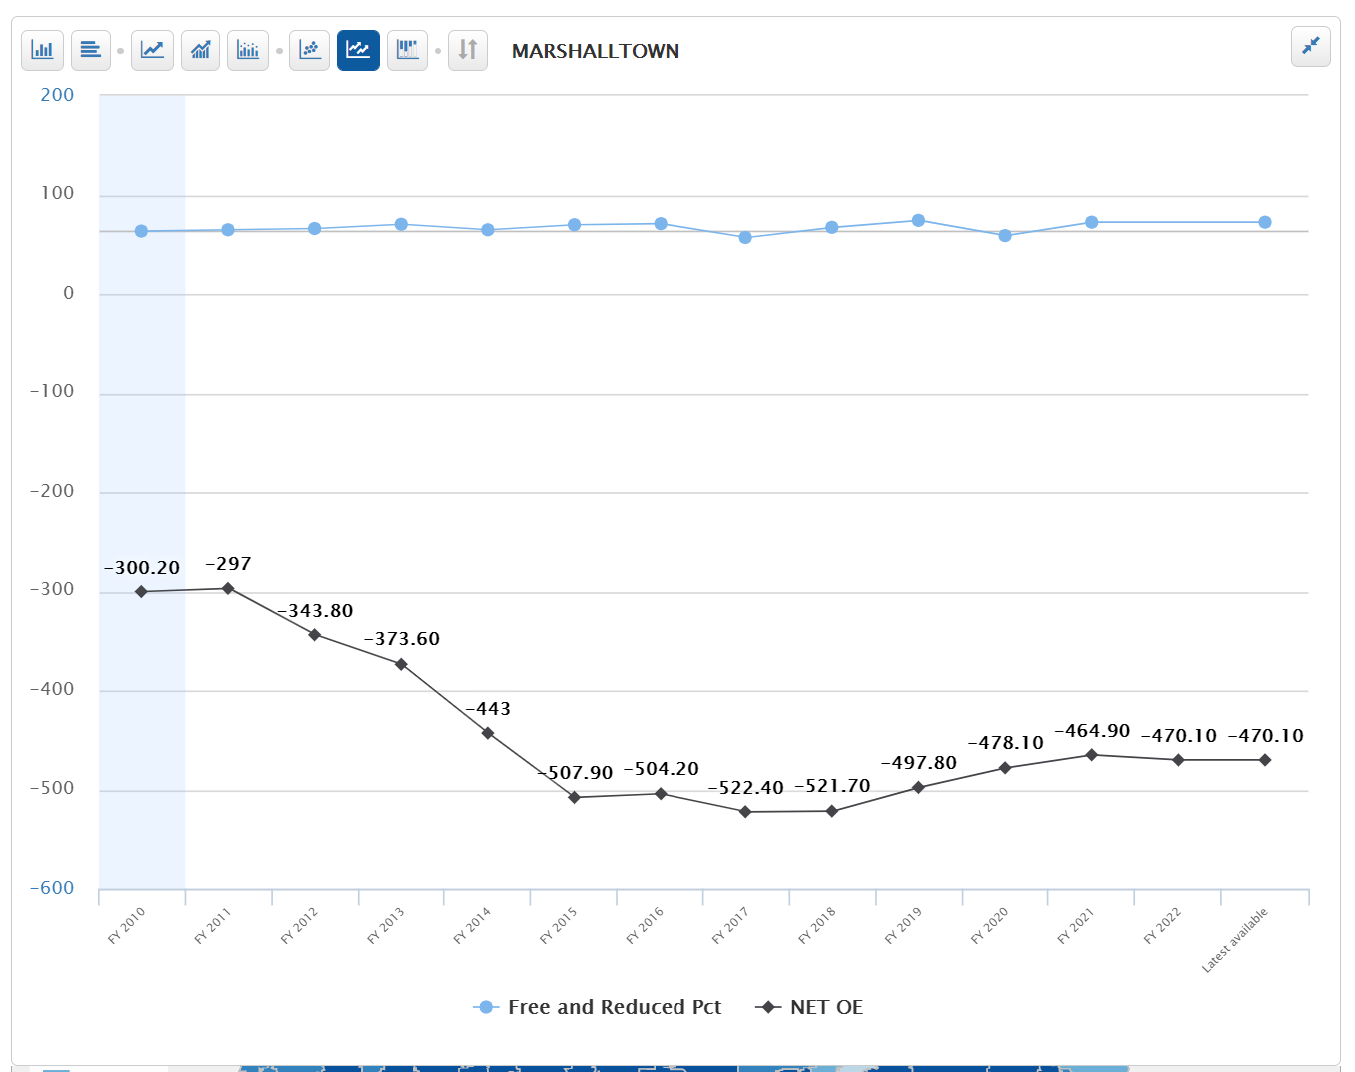 MARSHALLTOWN
200
100
0
-100
-200
-300
-400
-500
-600
-300.20
-297
-343.80
-373.60
-443
-507.90
-504.20
-522.40
-521.70
-497.80
-478.10
-464.90
-470.10
-470.10
FY 2010
FY 2011
FY 2012
FY 2013
FY 2014
FY 2015
FY 2016
FY 2017
FY 2018
FY 2019
FY 2020
FY 2021
FY 2022
Latest available
Free and Reduced Pct
NET OE